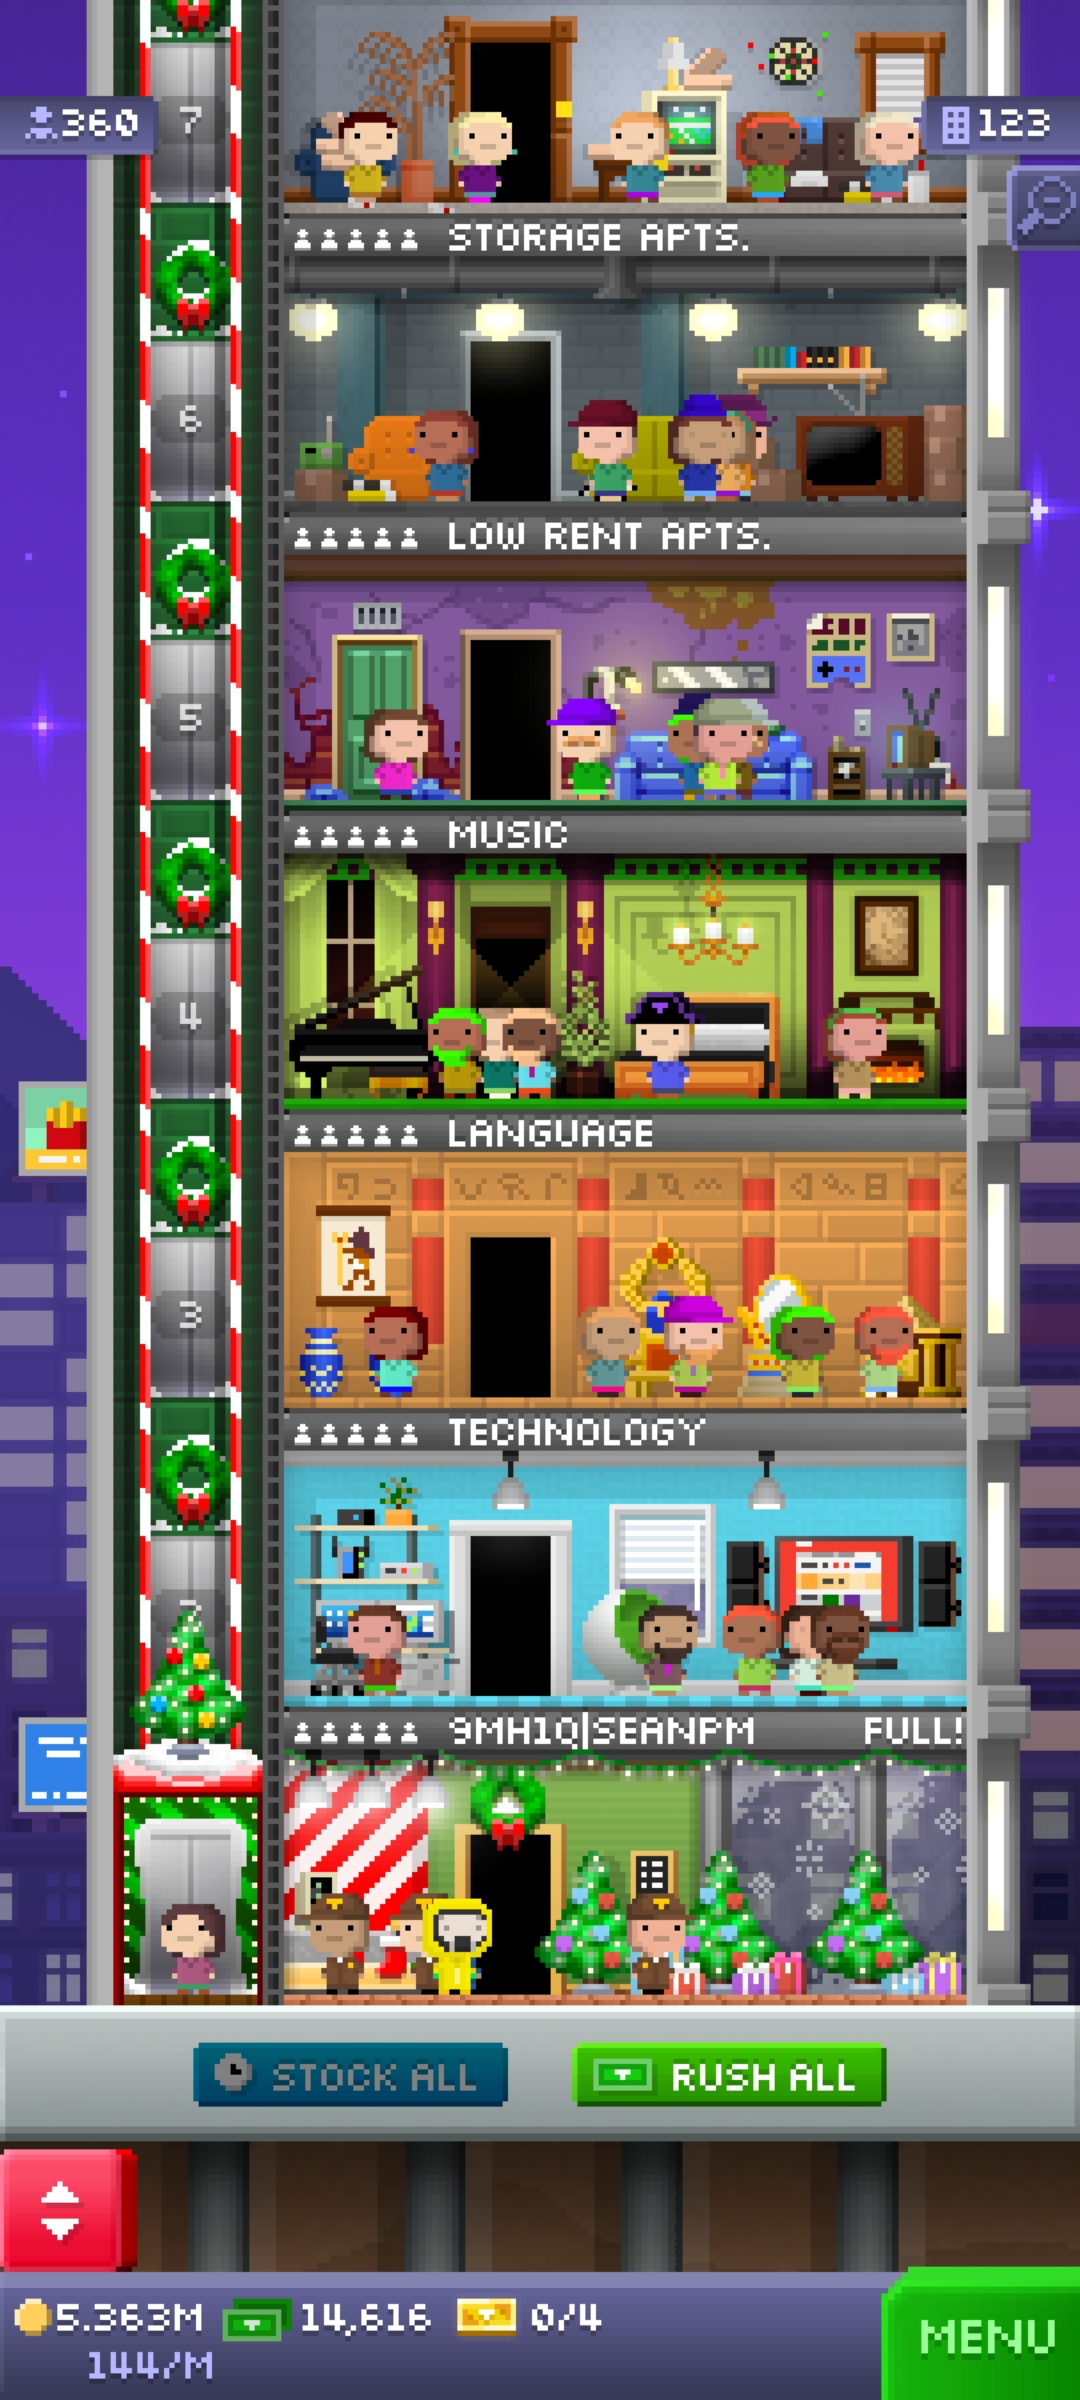 7
360
123
STORAGE APTS.
6
LOW RENT APTS.
5
MUSIC
4
LANGUAGE
3
TECHNOLOGY
9MH1Q|SEANPM FULL!
STOCK ALL
RUSH ALL
5.363M 14,616 0/4
144/M
MENU